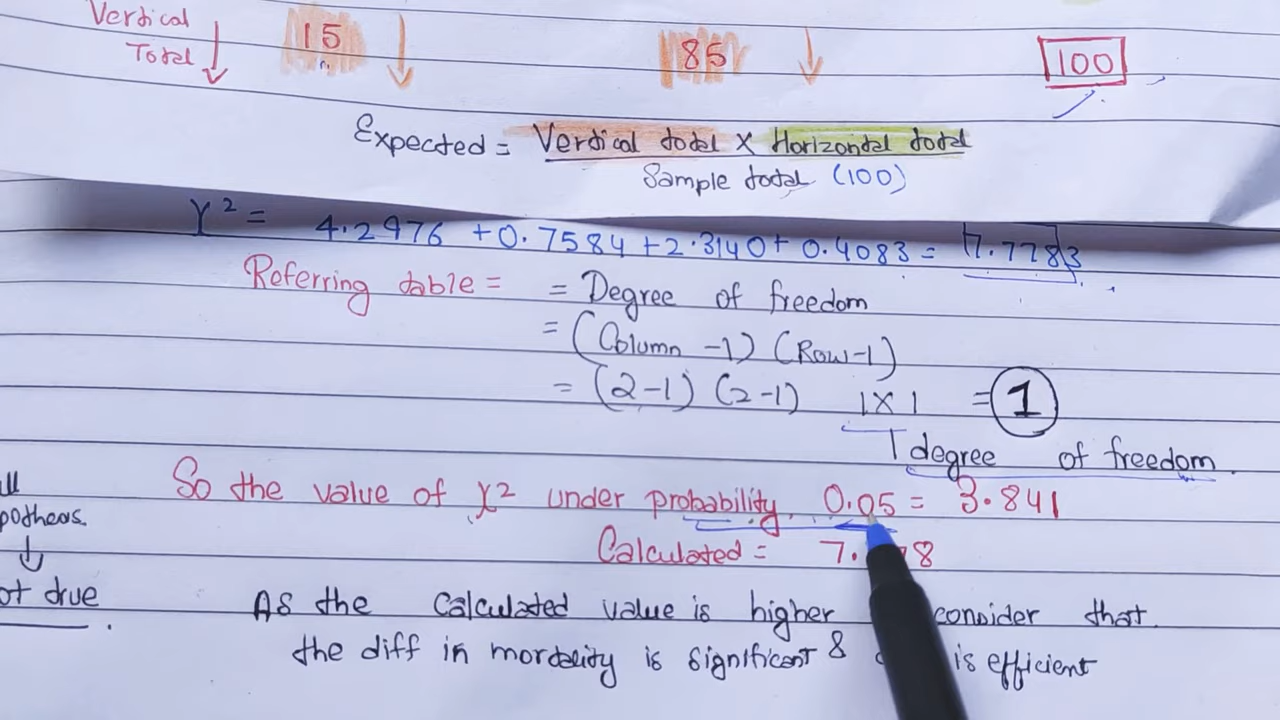 Vertical 15 85 100
Total
Expected = Vertical total X Horizontal total
Sample total (100)
χ² = 4.2976 + 0.7584 + 2.3140 + 0.4083 = 7.7783
Referring table = = Degree of freedom
= (Column -1) (Row-1)
= (2-1) (2-1) 1X1 = 1
1 degree of freedom.
So the value of χ² under probability, 0.05 = 3.841
Calculated =
As the calculated value is higher consider that
the diff in mortality is significant & is efficient